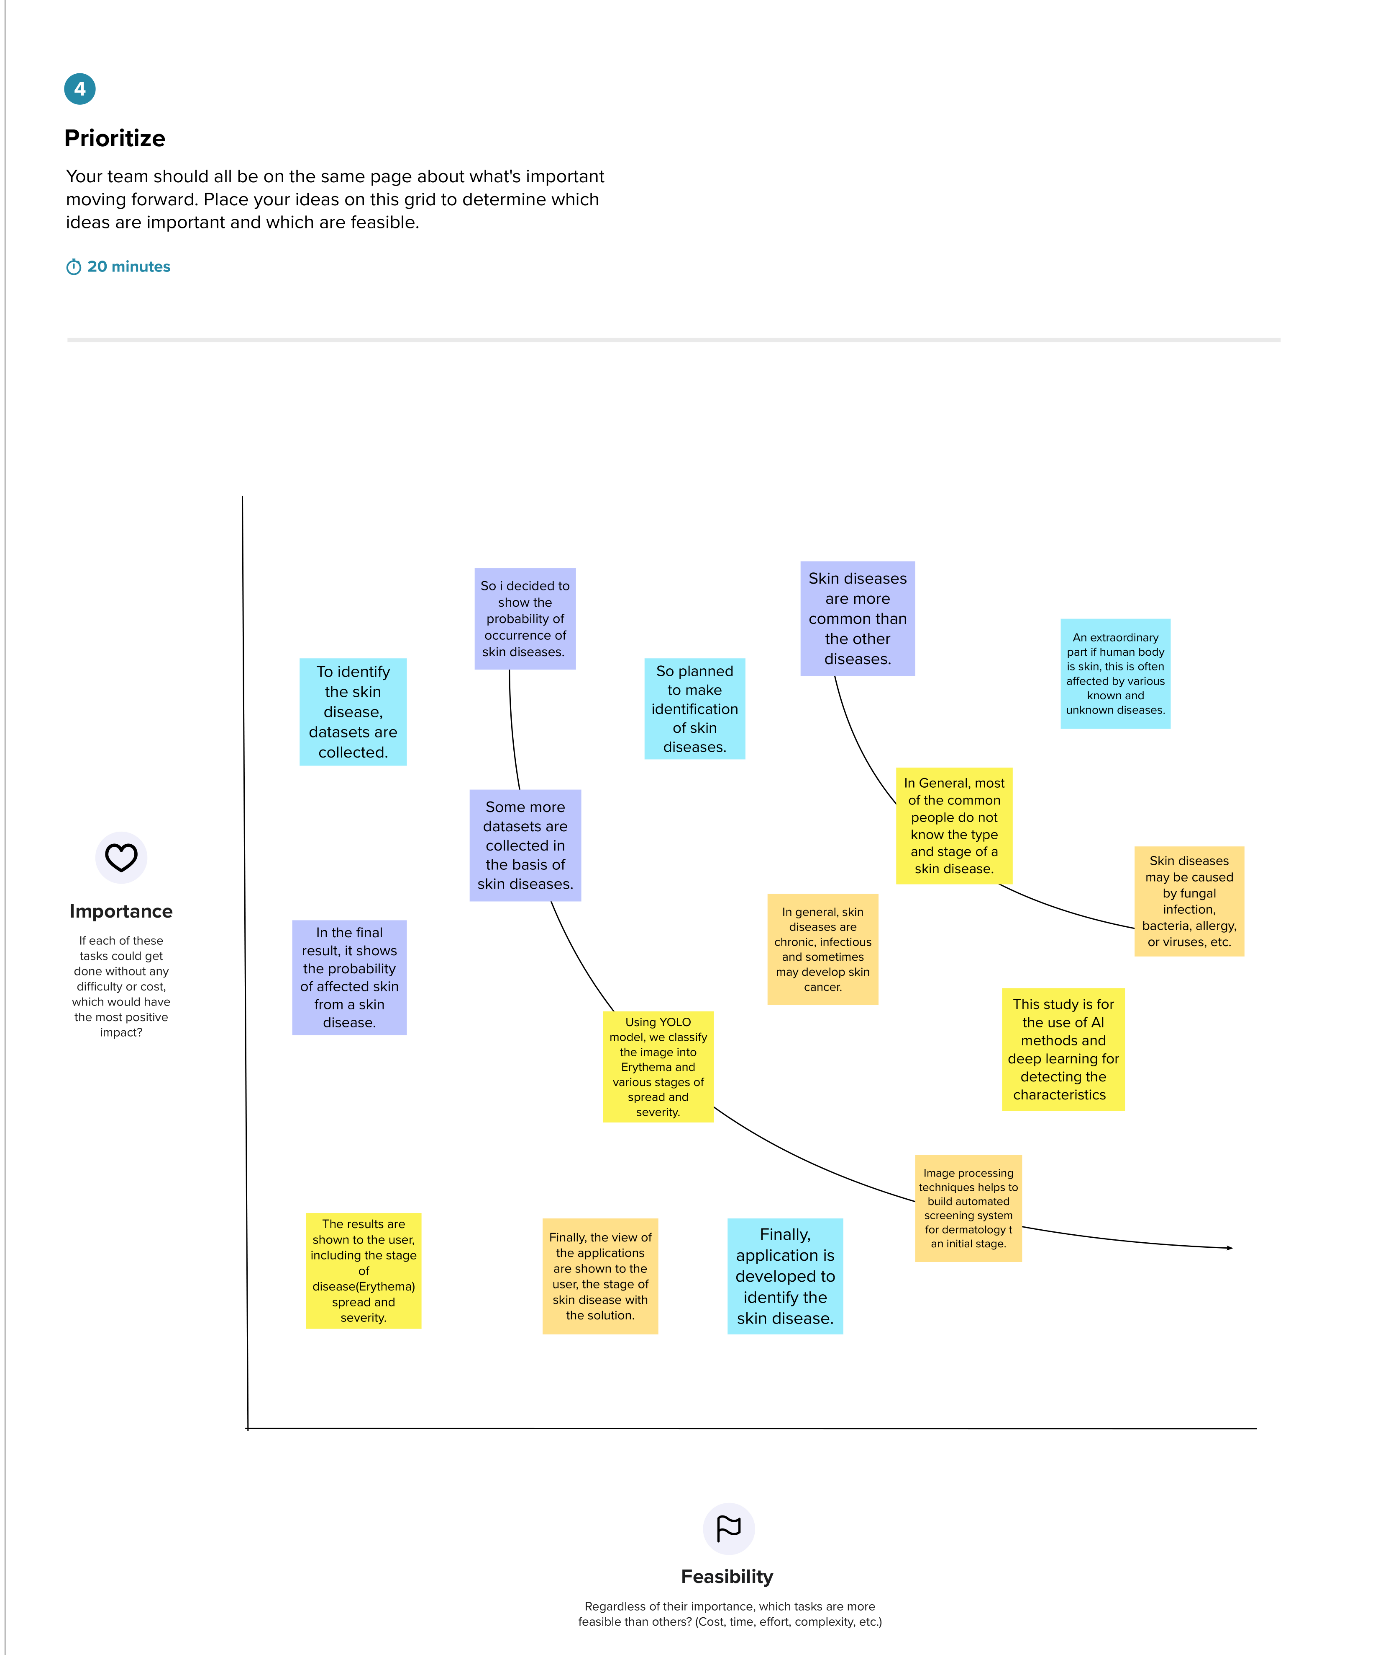 4
Prioritize
Your team should all be on the same page about what's important
moving forward. Place your ideas on this grid to determine which
ideas are important and which are feasible.
20 minutes
So i decided to
show the
probability of
occurrence of
skin diseases.
Skin diseases
are more
common than
the other
diseases.
An extraordinary
part if human body
is skin, this is often
affected by various
known and
unknown diseases.
To identify
the skin
disease,
datasets are
collected.
So planned
to make
identification
of skin
diseases.
In General, most
of the common
people do not
know the type
and stage of a
skin disease.
Some more
datasets are
collected in
the basis of
skin diseases.
Skin diseases
may be caused
by fungal
infection,
bacteria, allergy,
or viruses, etc.
Importance
If each of these
tasks could get
done without any
difficulty or cost,
which would have
the most positive
impact?
In the final
result, it shows
the probability
of affected skin
from a skin
disease.
In general, skin
diseases are
chronic, infectious
and sometimes
may develop skin
cancer.
This study is for
the use of AI
methods and
deep learning for
detecting the
characteristics
Using YOLO
model, we classify
the image into
Erythema and
various stages of
spread and
severity.
Image processing
techniques helps to
build automated
screening system
for dermatology t
an initial stage.
The results are
shown to the user,
including the stage
of
disease(Erythema)
spread and
severity.
Finally, the view of
the applications
are shown to the
user, the stage of
skin disease with
the solution.
Finally,
application is
developed to
identify the
skin disease.
Feasibility
Regardless of their importance, which tasks are more
feasible than others? (Cost, time, effort, complexity, etc.)